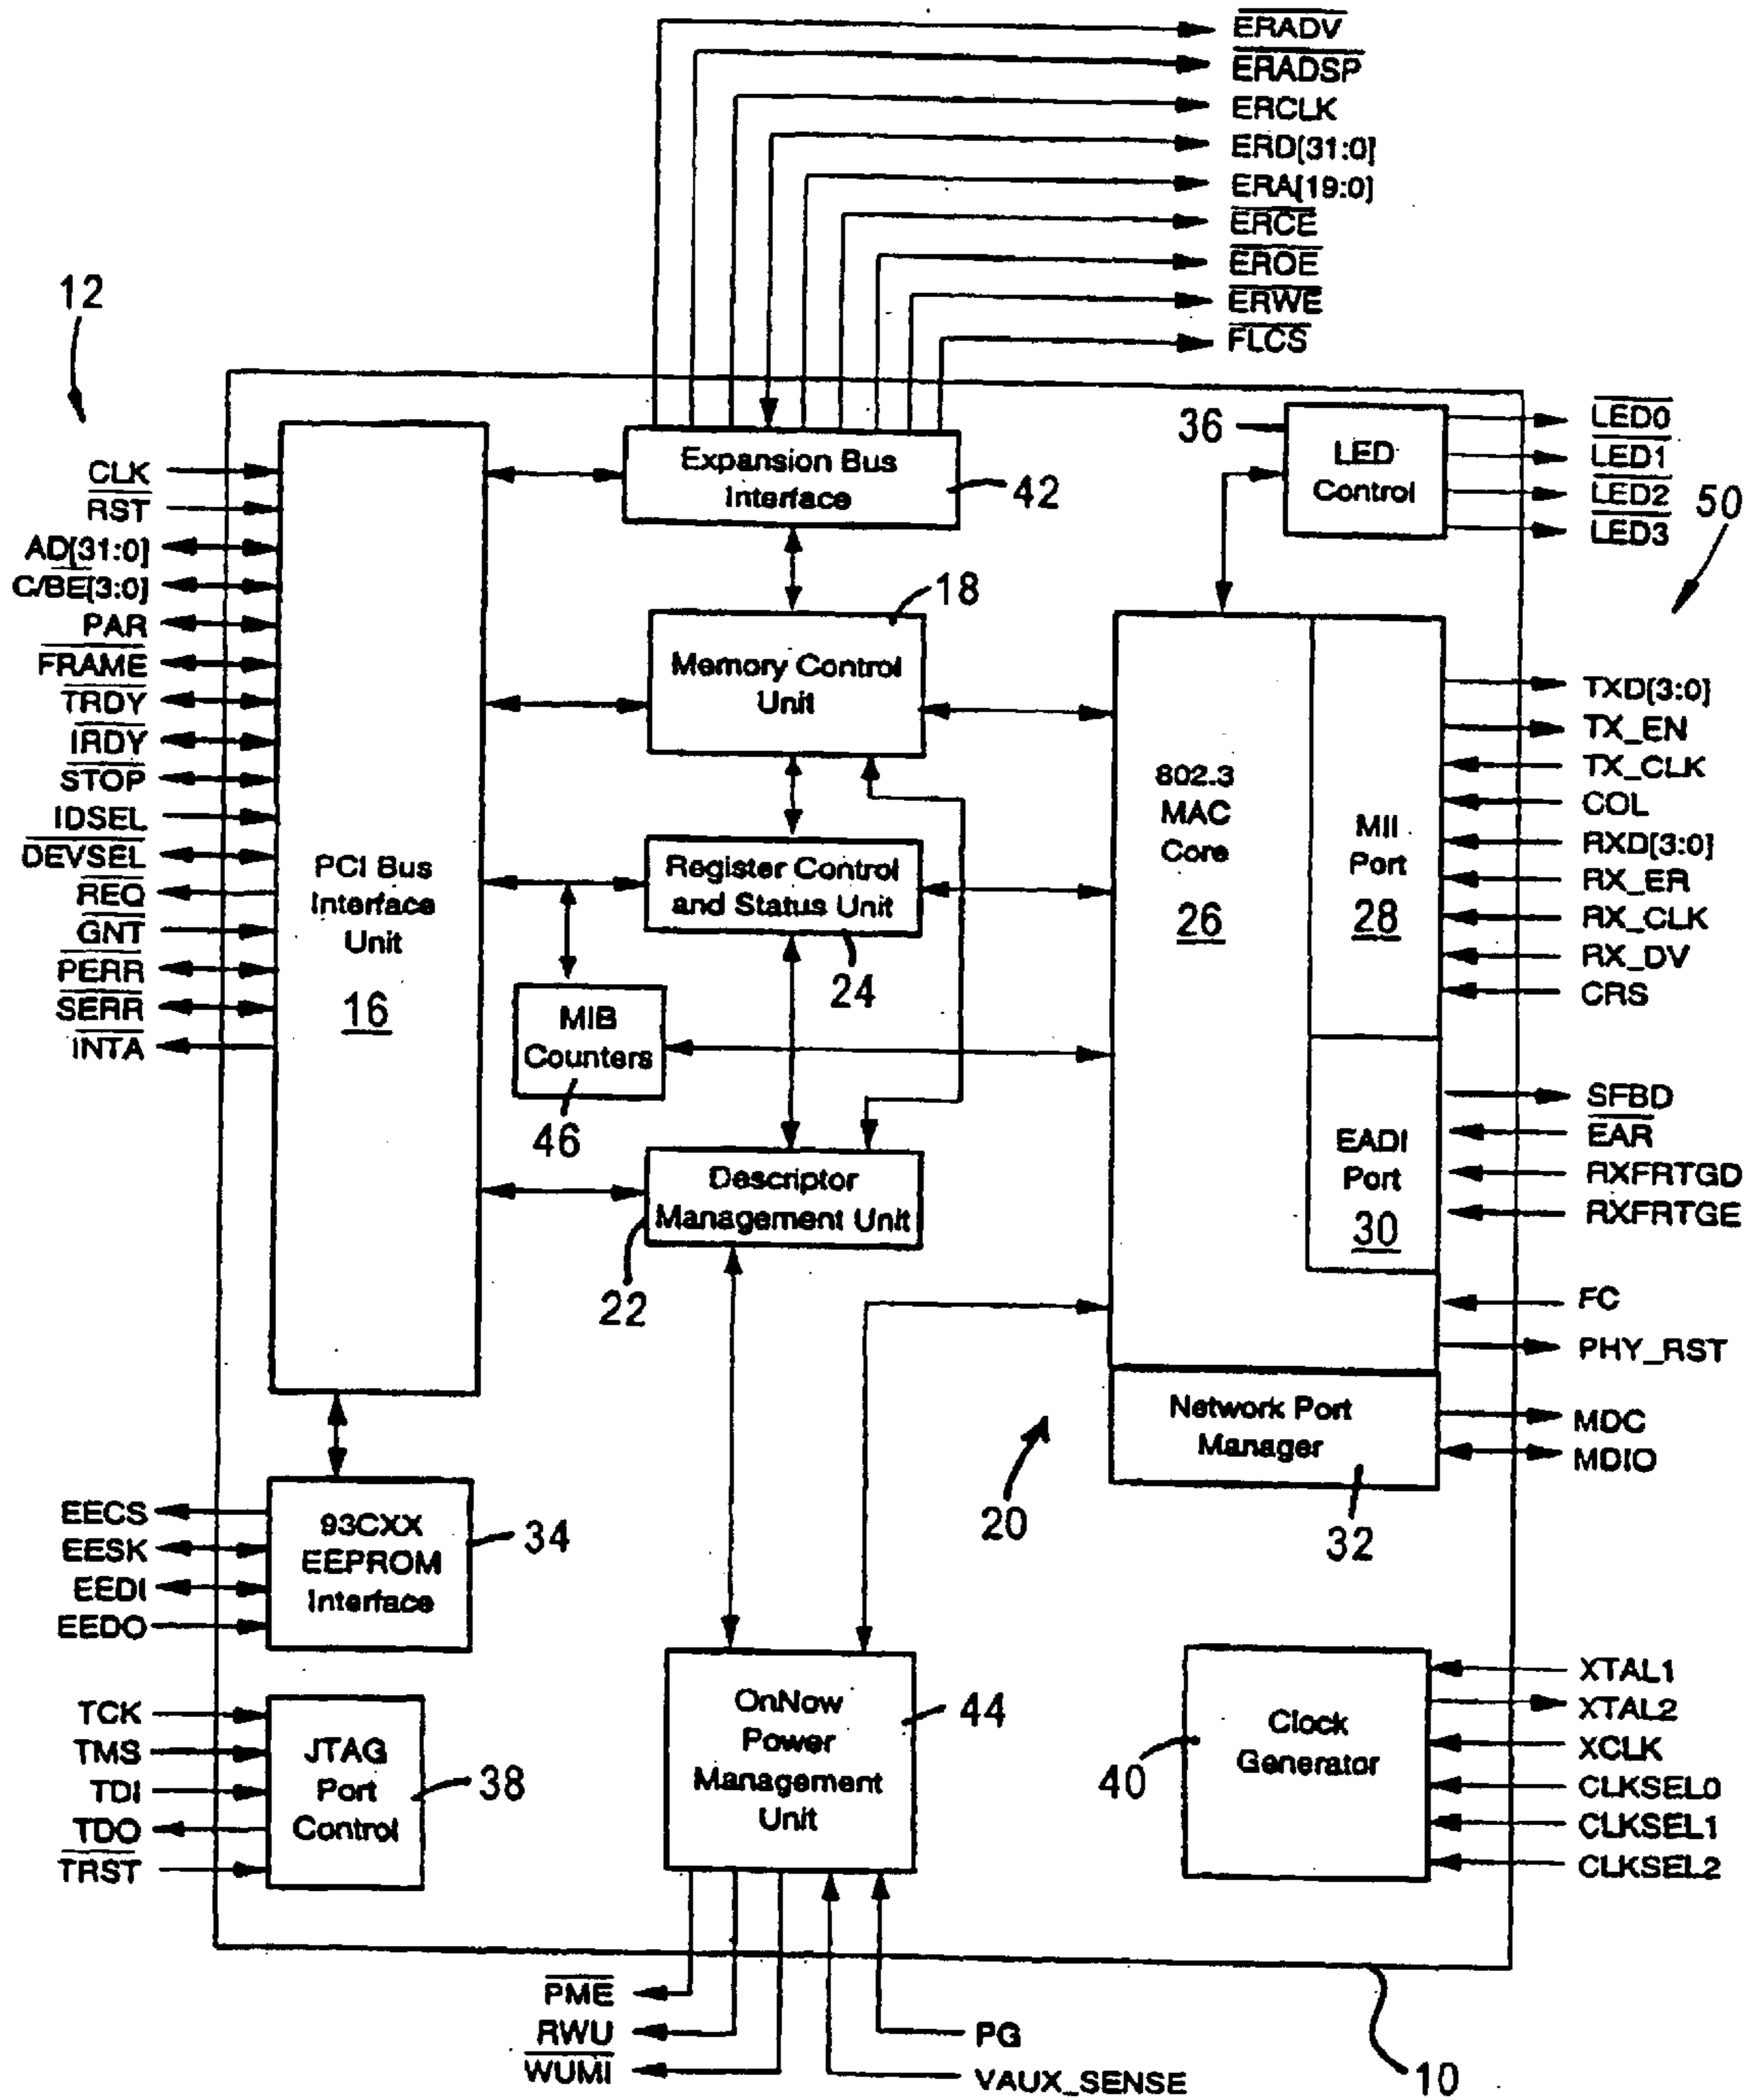 ERADV
ERADSP
ERCLK
ERD[31:0]
ERA[19:0]
ERCE
EROE
ERWE
FLCS
12
CLK
RST
AD[31:0]
C/BE[3:0]
PAR
FRAME
TRDY
IRDY
STOP
IDSEL
DEVSEL
REQ
GNT
PERR
SERR
INTA
PCI Bus
Interface
Unit
16
Expansion Bus
Interface
42
18
Memory Control
Unit
Register Control
and Status Unit
24
MIB
Counters
46
Descriptor
Management Unit
22
36
LED
Control
LED0
LED1
LED2
LED3
50
802.3
MAC
Core
26
MII
Port
28
TXD[3:0]
TX_EN
TX_CLK
COL
RXD[3:0]
RX_ER
RX_CLK
RX_DV
CRS
EADI
Port
30
SFBD
EAR
RXFRTGD
RXFRTGE
FC
PHY_RST
Network Port
Manager
32
20
MDC
MDIO
EECS
EESK
EEDI
EEDO
93CXX
EEPROM
Interface
34
TCK
TMS
TDI
TDO
TRST
JTAG
Port
Control
38
OnNow
Power
Management
Unit
44
Clock
Generator
40
XTAL1
XTAL2
XCLK
CLKSEL0
CLKSEL1
CLKSEL2
PME
RWU
WUMI
PG
VAUX_SENSE
10